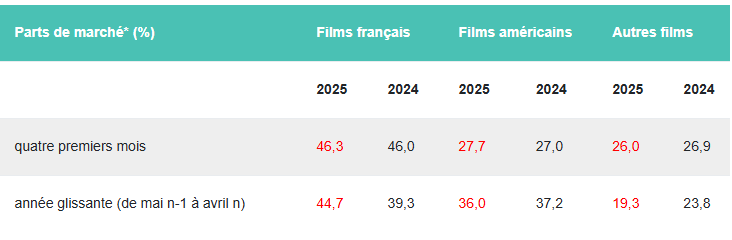 Parts de marché* (%) Films français Films américains Autres films
2025 2024 2025 2024 2025 2024
quatre premiers mois 46,3 46,0 27,7 27,0 26,0 26,9
année glissante (de mai n-1 à avril n) 44,7 39,3 36,0 37,2 19,3 23,8